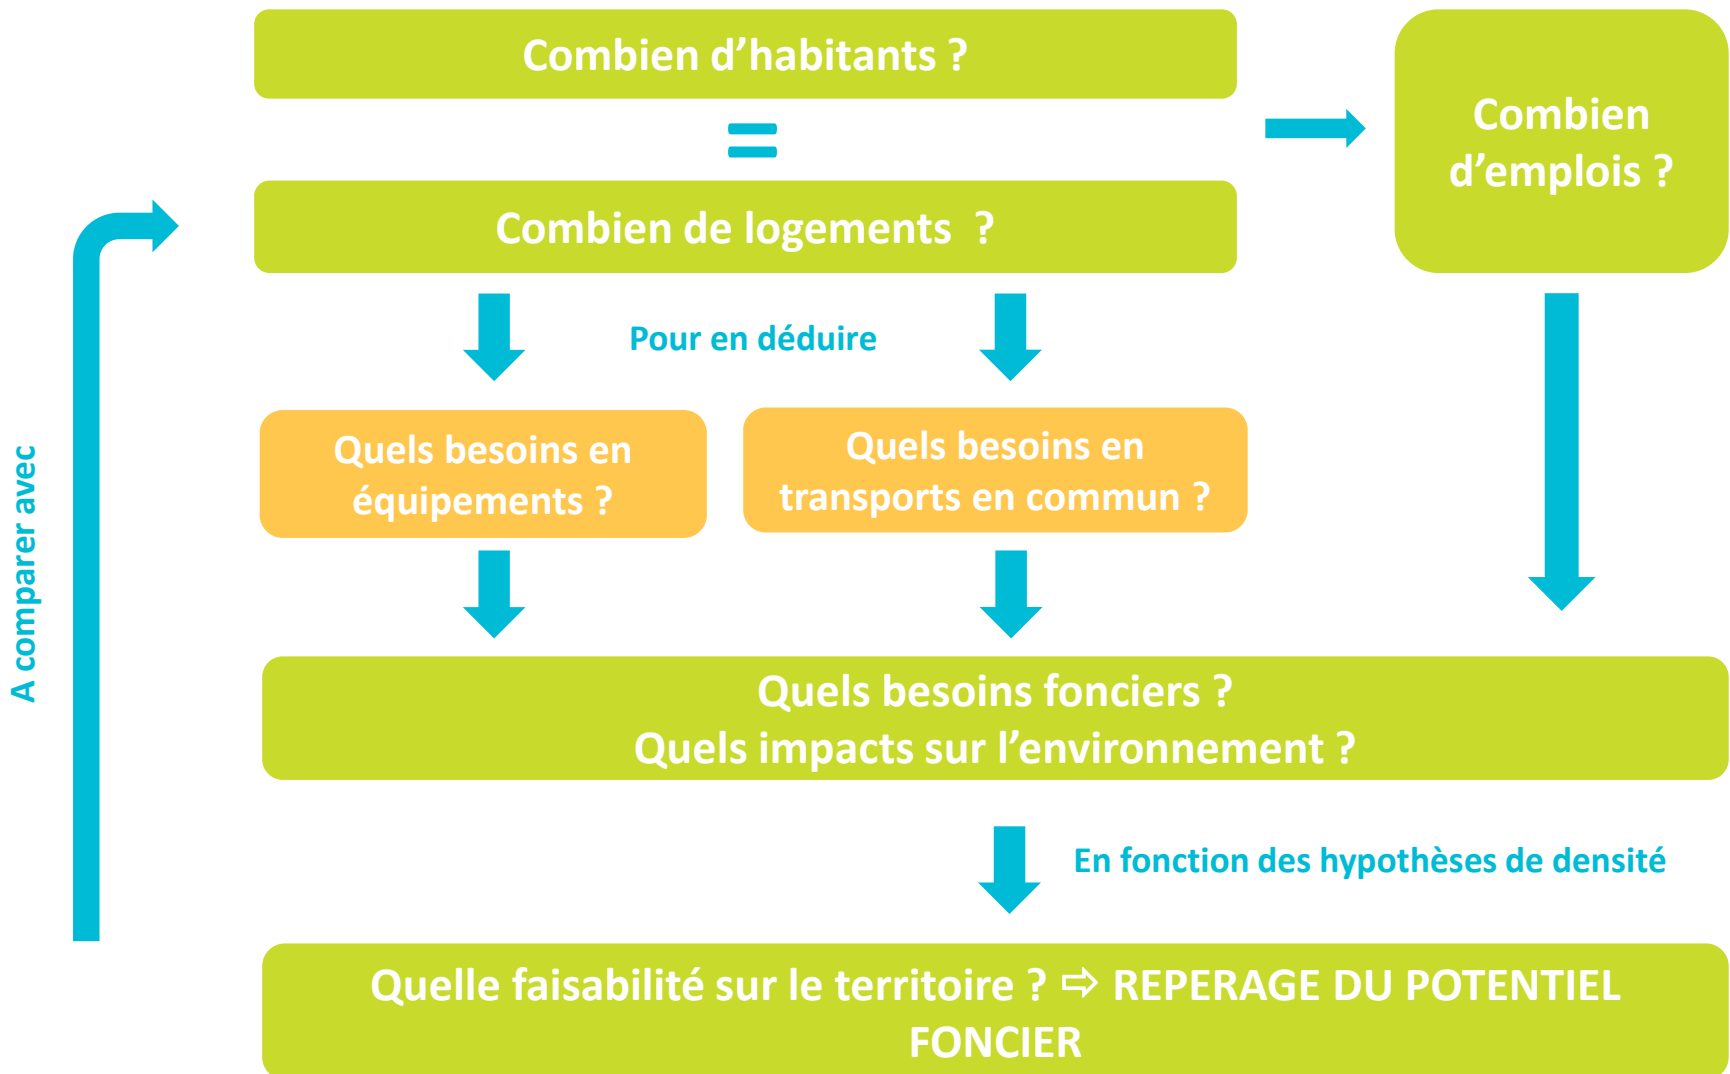 Combien d’habitants ?
=
Combien
d’emplois ?
Combien de logements  ?
Pour en déduire
Quels besoins en
équipements ?
Quels besoins en
transports en commun ?
A comparer avec
Quels besoins fonciers ?
Quels impacts sur l’environnement ?
En fonction des hypothèses de densité
Quelle faisabilité sur le territoire ? ⇨ REPERAGE DU POTENTIEL
FONCIER